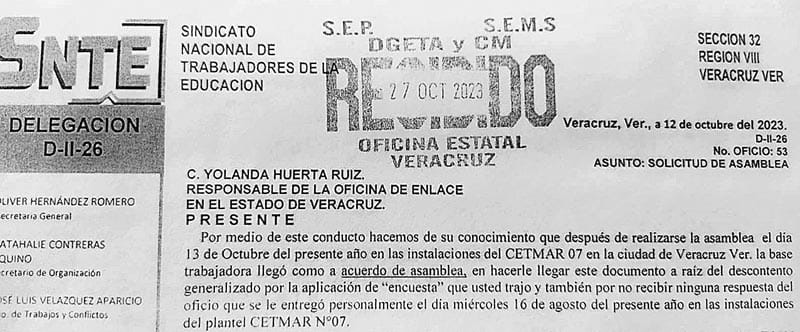 SNTE
DELEGACION
D-II-26
SINDICATO
NACIONAL DE
TRABAJADORES DE LA
EDUCACION
S.E.P. S.E.M.S
DGETA y CM
RECIBIDO
27 OCT 2023
OFICINA ESTATAL
VERACRUZ
SECCION 32
REGION VIII
VERACRUZ VER
Veracruz, Ver., a 12 de octubre del 2023.
D-II-26
No. OFICIO: 53
ASUNTO: SOLICITUD DE ASAMBLEA
OLIVER HERNÁNDEZ ROMERO
Secretaria General
NATAHALIE CONTRERAS
AQUINO
Secretario de Organización
JOSÉ LUIS VELAZQUEZ APARICIO
de Trabajos y Conflictos
C. YOLANDA HUERTA RUIZ.
RESPONSABLE DE LA OFICINA DE ENLACE
EN EL ESTADO DE VERACRUZ.
P R E S E N T E
Por medio de este conducto hacemos de su conocimiento que después de realizarse la asamblea el día
13 de Octubre del presente año en las instalaciones del CETMAR 07 en la ciudad de Veracruz Ver. la base
trabajadora llegó como a acuerdo de asamblea, en hacerle llegar este documento a raíz del descontento
generalizado por la aplicación de “encuesta” que usted trajo y también por no recibir ninguna respuesta del
oficio que se le entregó personalmente el día miércoles 16 de agosto del presente año en las instalaciones
del plantel CETMAR N°07.